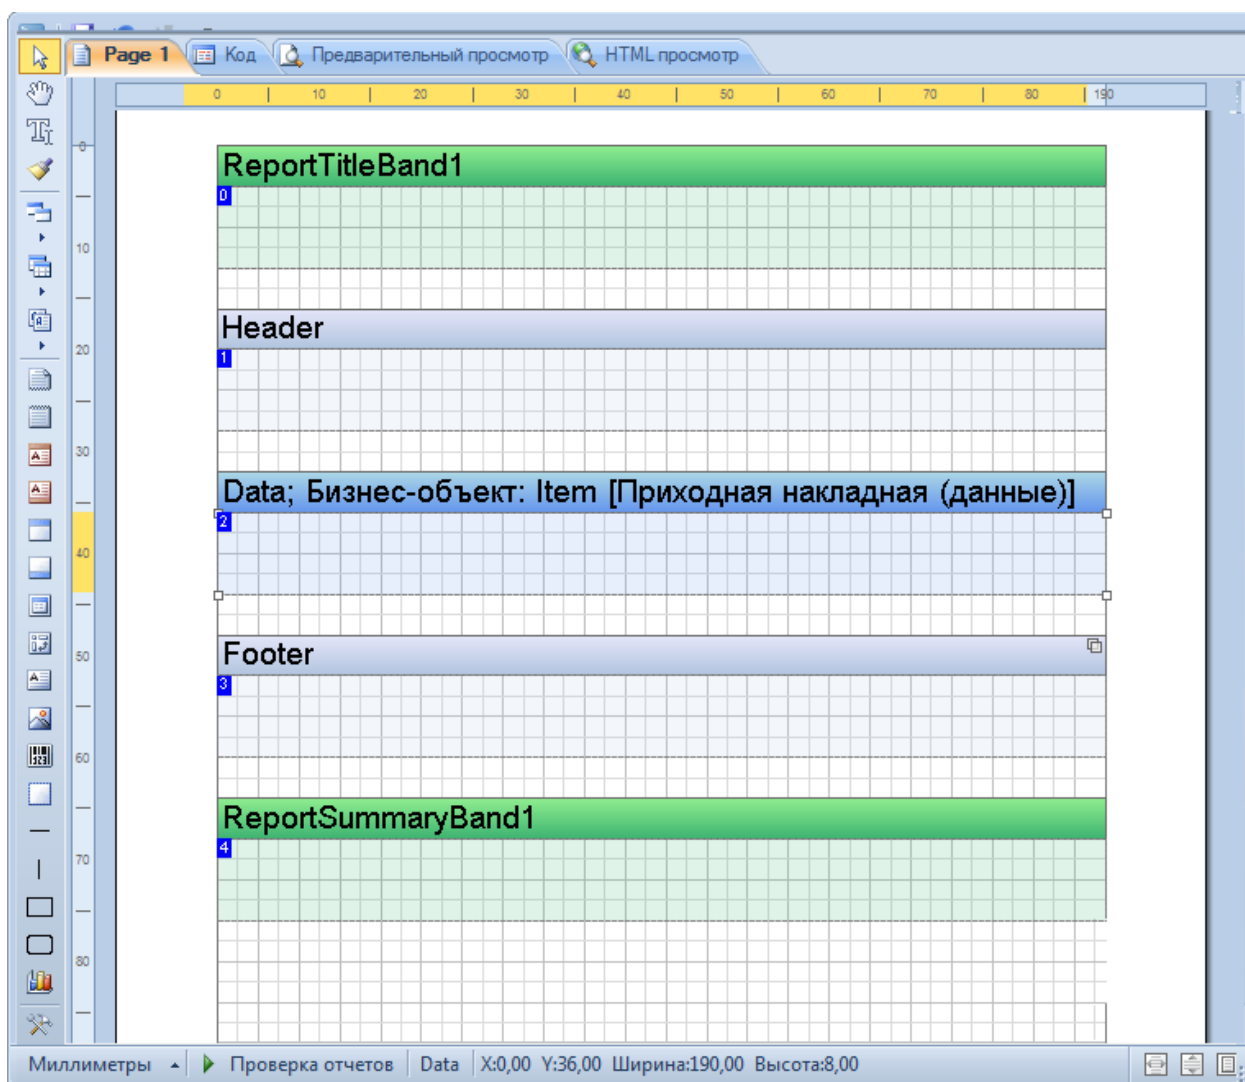 Page 1 Код Предварительный просмотр HTML просмотр
0 10 20 30 40 50 60 70 80 190
0
ReportTitleBand1
0
10
Header
1
20
30
Data; Бизнес-объект: Item [Приходная накладная (данные)]
2
40
Footer
3
50
60
ReportSummaryBand1
4
70
80
Миллиметры Проверка отчетов Data X:0,00 Y:36,00 Ширина:190,00 Высота:8,00